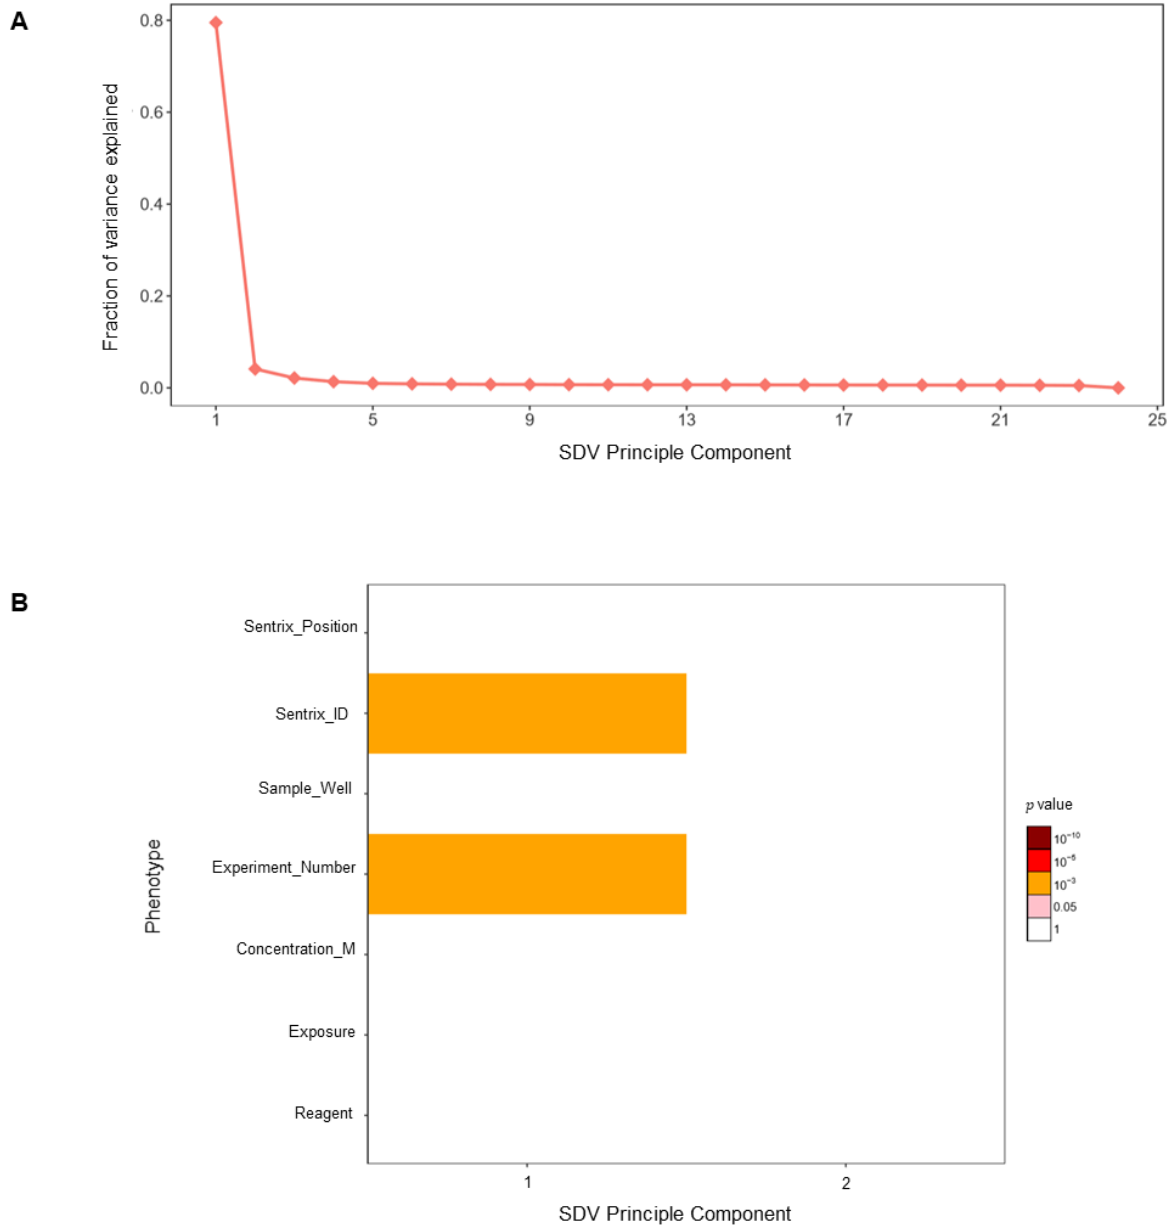 A
0.8
0.6
0.4
0.2
0.0
Fraction of variance explained
1 5 9 13 17 21 25
SDV Principle Component
B
Sentrix_Position
Sentrix_ID
Sample_Well
Experiment_Number
Concentration_M
Exposure
Reagent
Phenotype
1 2
SDV Principle Component
p value
10⁻¹⁰
10⁻⁵
10⁻³
0.05
1